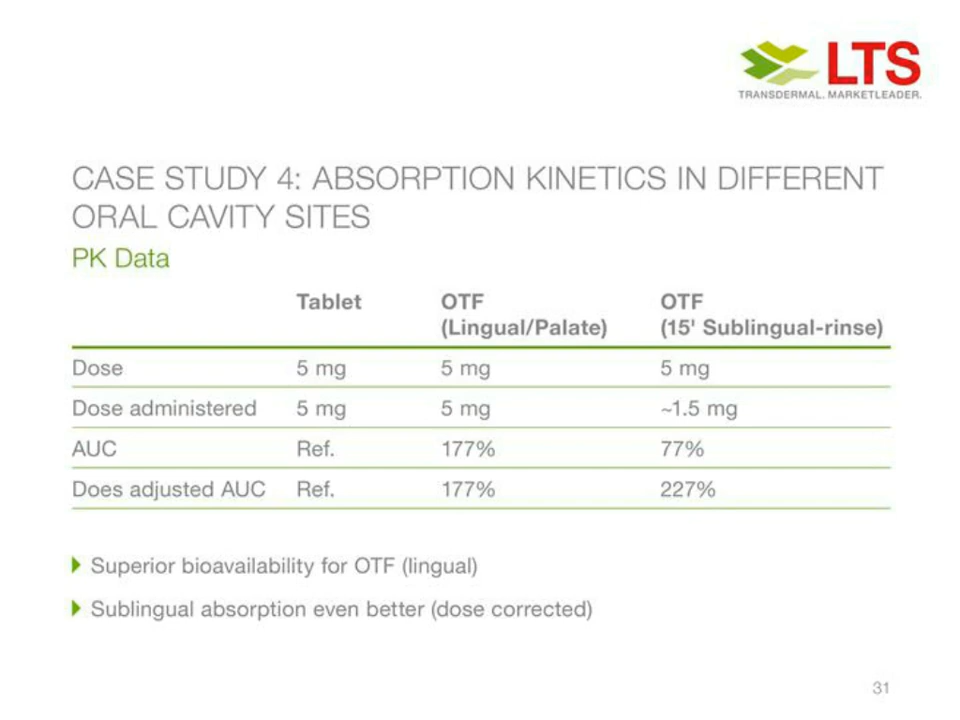 LTS
TRANSDERMAL. MARKETLEADER.
CASE STUDY 4: ABSORPTION KINETICS IN DIFFERENT
ORAL CAVITY SITES
PK Data
Tablet OTF OTF
(Lingual/Palate) (15' Sublingual-rinse)
Dose 5 mg 5 mg 5 mg
Dose administered 5 mg 5 mg ~1.5 mg
AUC Ref. 177% 77%
Does adjusted AUC Ref. 177% 227%
Superior bioavailability for OTF (lingual)
Sublingual absorption even better (dose corrected)
31